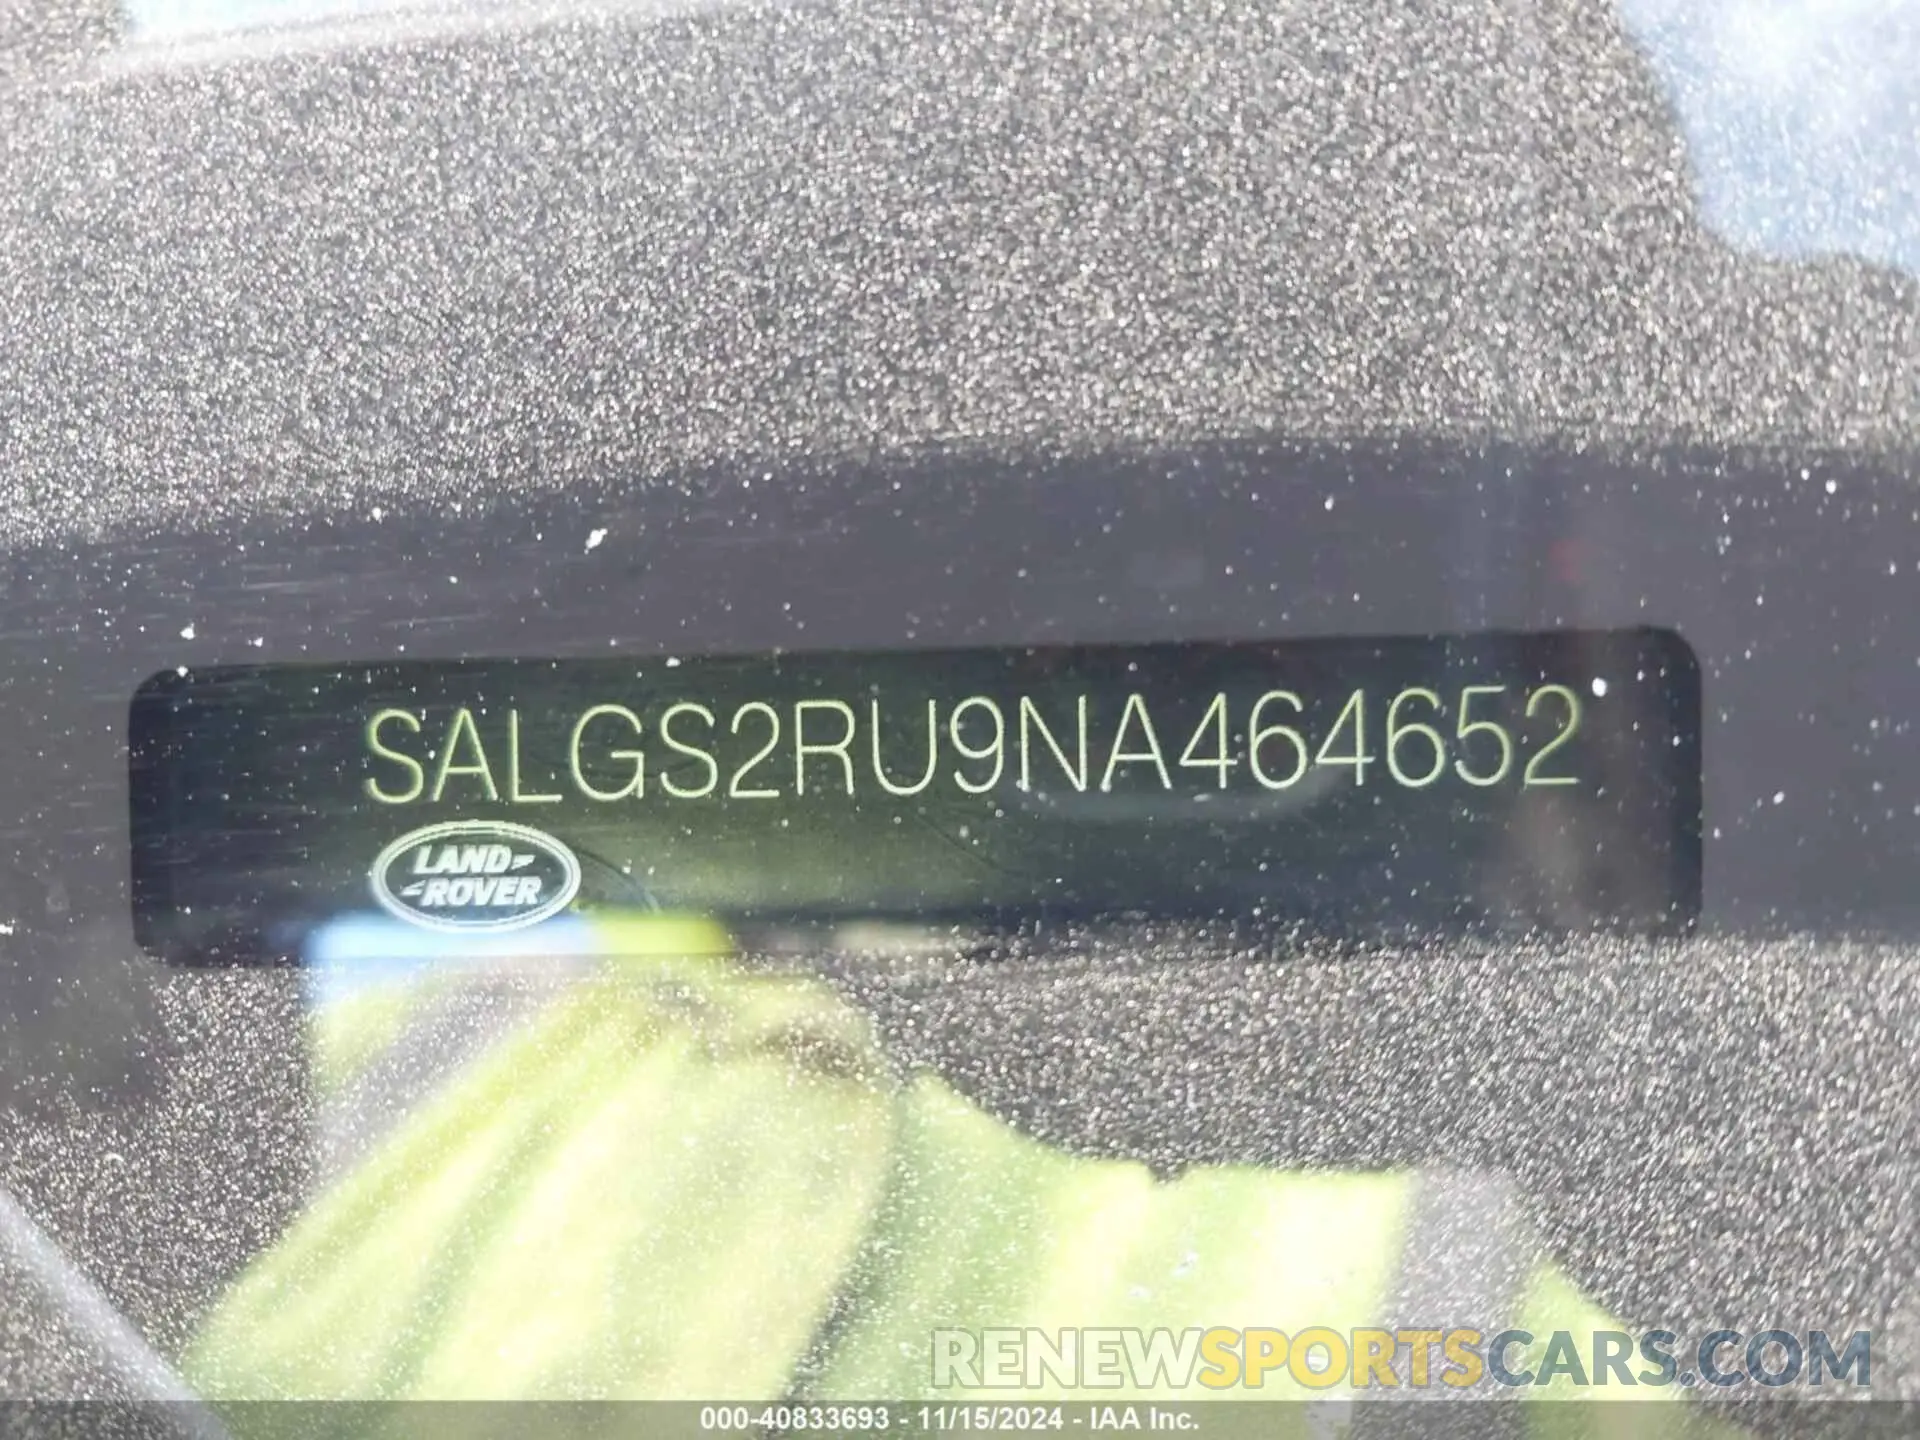 SALGS2RU9NA464652
LAND
ROVER
RENEWSPORTSCARS.COM
000-40833693 - 11/15/2024 - IAA Inc.